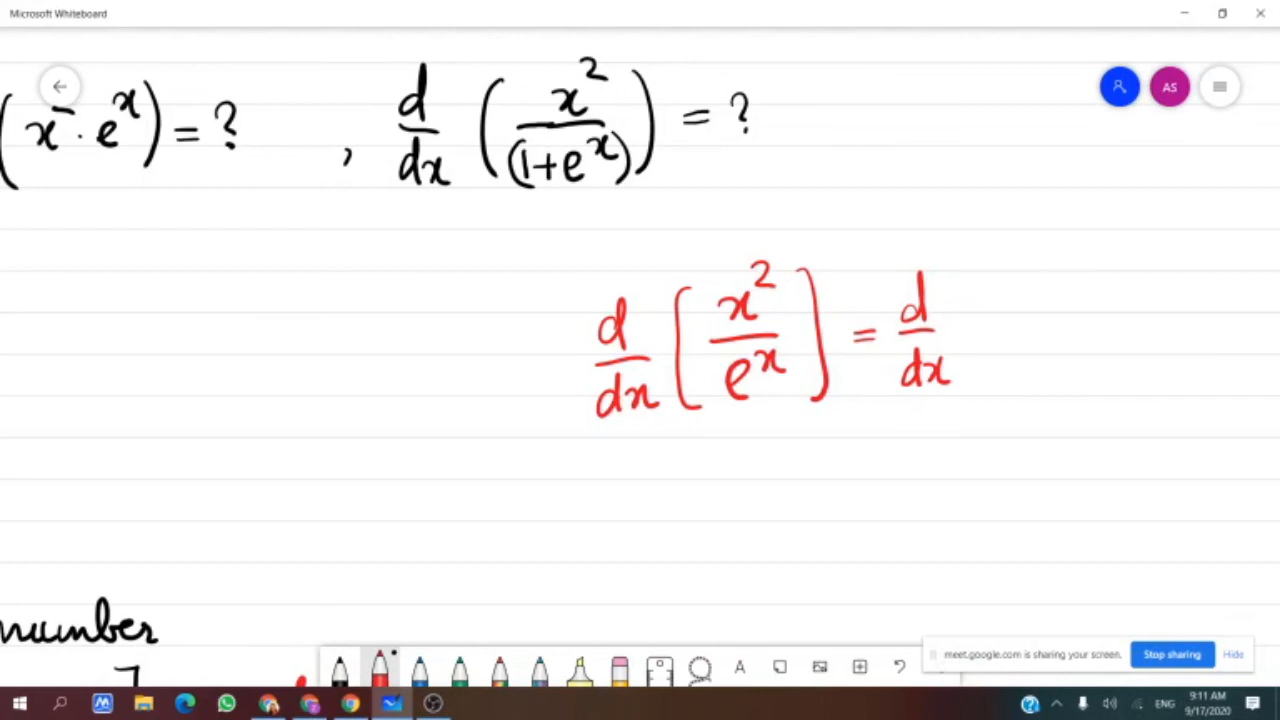 Microsoft Whiteboard
AS
(x · e^x) = ? , d/dx (x^2/(1+e^x)) = ?
d/dx [x^2/e^x] = d/dx
number
meet.google.com is sharing your screen. Stop sharing Hide
A
ENG
9:11 AM
9/17/2020